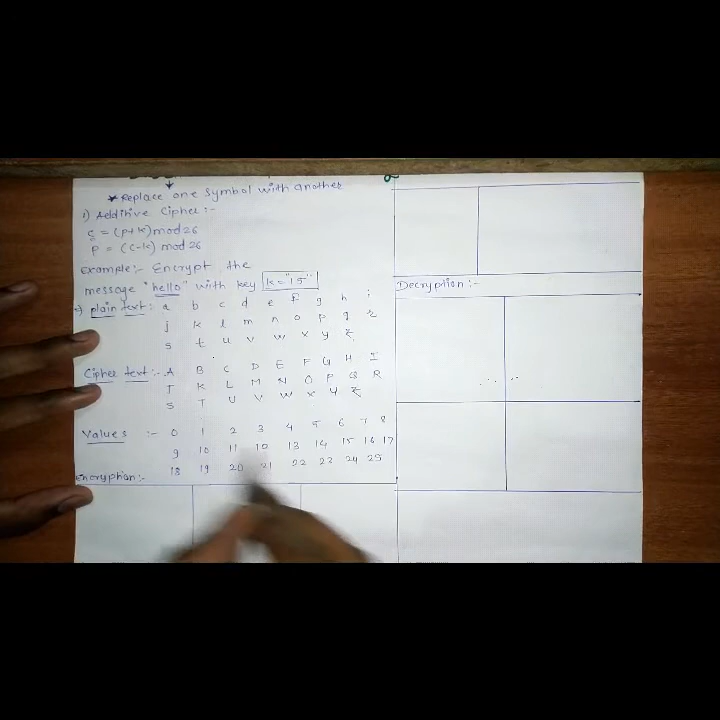 * Replace one Symbol with another
1) Additive Cipher:-
C = (P+K) mod 26
P = (C-K) mod 26
Example:- Encrypt the
message "hello" with key K="15"
plain text: a b c d e f g h i
j k l m n o p q r
s t u v w x y z
Cipher text:- A B C D E F G H I
J K L M N O P Q R
S T U V W X Y Z
Values :- 0 1 2 3 4 5 6 7 8
9 10 11 12 13 14 15 16 17
18 19 20 21 22 23 24 25
Encryption:-
Decryption:-